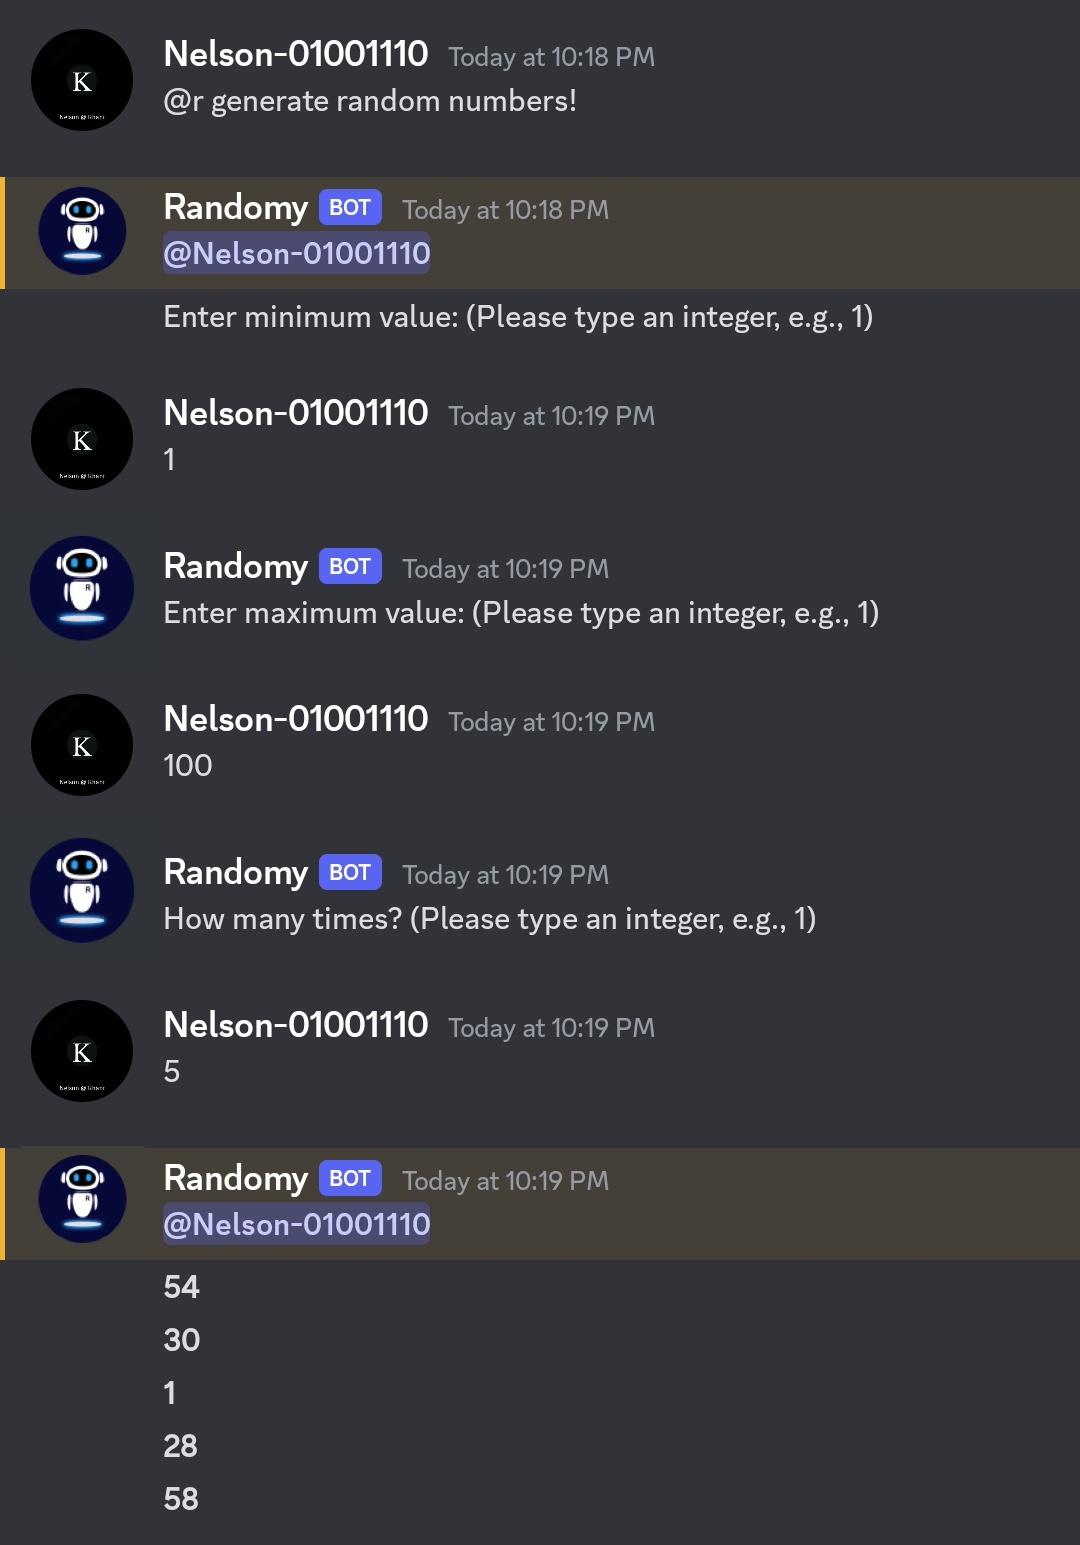 Nelson-01001110 Today at 10:18 PM
@r generate random numbers!
K
Randomy BOT Today at 10:18 PM
@Nelson-01001110
Enter minimum value: (Please type an integer, e.g., 1)
Nelson-01001110 Today at 10:19 PM
1
K
Randomy BOT Today at 10:19 PM
Enter maximum value: (Please type an integer, e.g., 1)
R
Nelson-01001110 Today at 10:19 PM
100
K
Randomy BOT Today at 10:19 PM
How many times? (Please type an integer, e.g., 1)
R
Nelson-01001110 Today at 10:19 PM
5
K
Randomy BOT Today at 10:19 PM
@Nelson-01001110
54
30
1
28
58